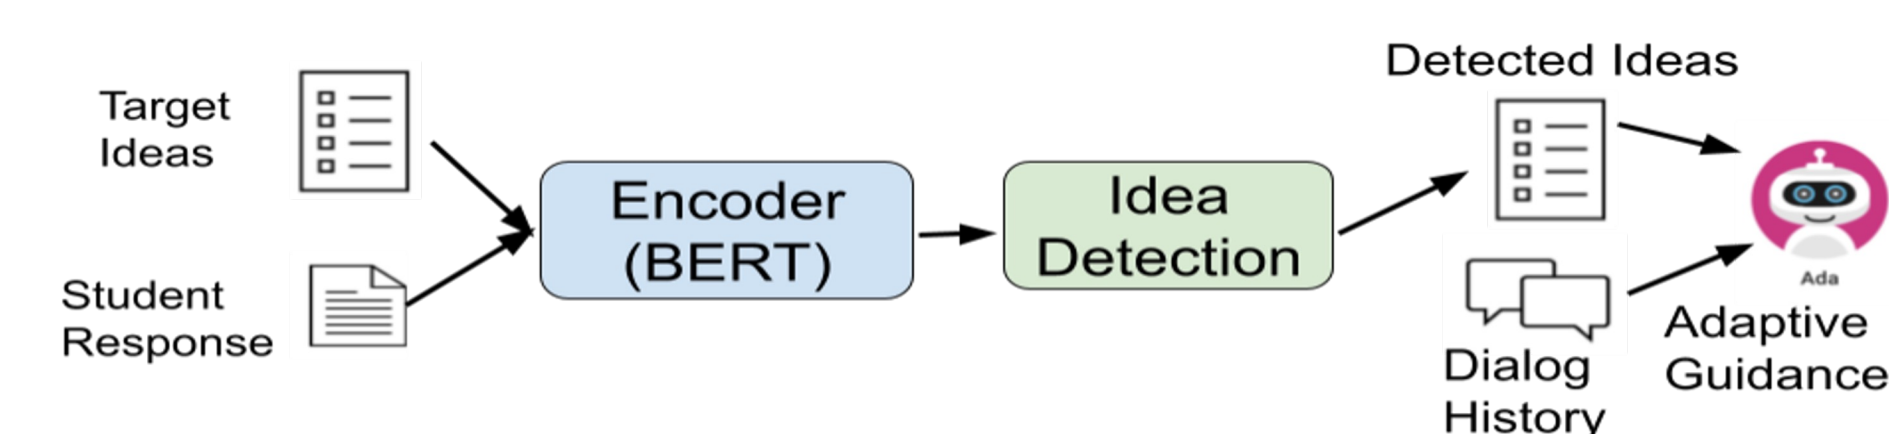 Target
Ideas
Student
Response
Encoder
(BERT)
Idea
Detection
Detected Ideas
Dialog
History
Ada
Adaptive
Guidance